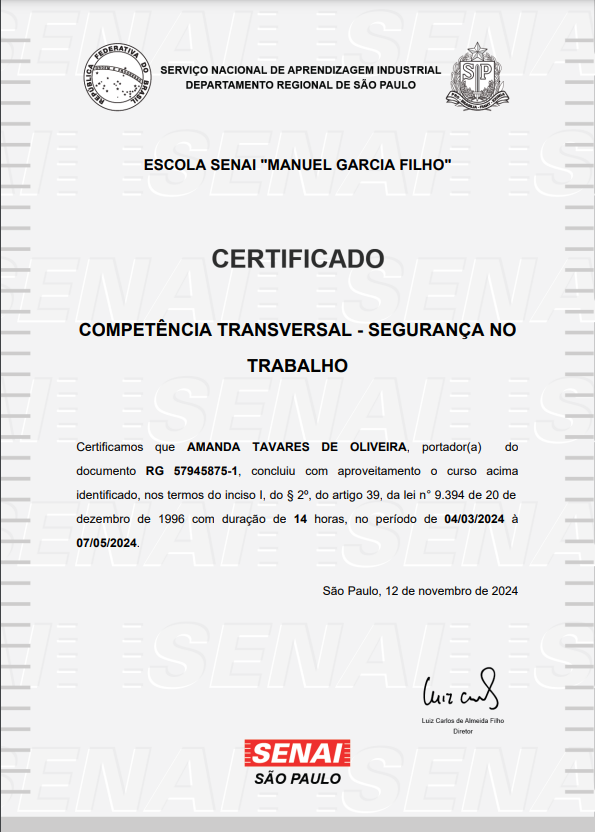 REPÚBLICA FEDERATIVA DO BRASIL
SP
SERVIÇO NACIONAL DE APRENDIZAGEM INDUSTRIAL
DEPARTAMENTO REGIONAL DE SÃO PAULO
ESCOLA SENAI "MANUEL GARCIA FILHO"
CERTIFICADO
COMPETÊNCIA TRANSVERSAL - SEGURANÇA NO
TRABALHO
Certificamos que AMANDA TAVARES DE OLIVEIRA, portador(a) do
documento RG 57945875-1, concluiu com aproveitamento o curso acima
identificado, nos termos do inciso I, do § 2º, do artigo 39, da lei n° 9.394 de 20 de
dezembro de 1996 com duração de 14 horas, no período de 04/03/2024 à
07/05/2024.
São Paulo, 12 de novembro de 2024
Luiz Carlos de Almeida Filho
Diretor
SENAI
SÃO PAULO